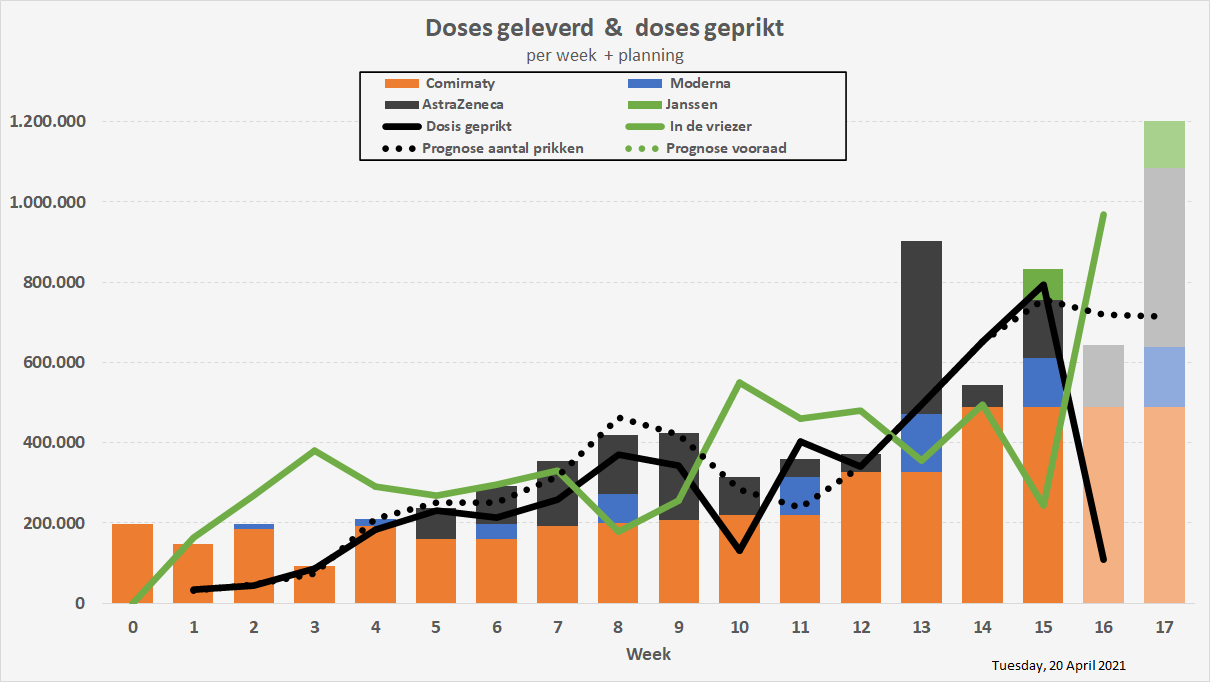 Doses geleverd & doses geprikt
per week + planning
Comirnaty Moderna
AstraZeneca Janssen
Dosis geprikt In de vriezer
Prognose aantal prikken Prognose vooraad
1.200.000
1.000.000
800.000
600.000
400.000
200.000
0
0 1 2 3 4 5 6 7 8 9 10 11 12 13 14 15 16 17
Week
Tuesday, 20 April 2021